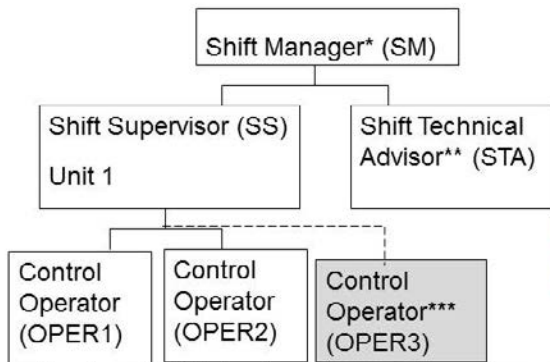 Shift Manager* (SM)
Shift Supervisor (SS)
Unit 1
Shift Technical
Advisor** (STA)
Control
Operator
(OPER1)
Control
Operator
(OPER2)
Control
Operator***
(OPER3)